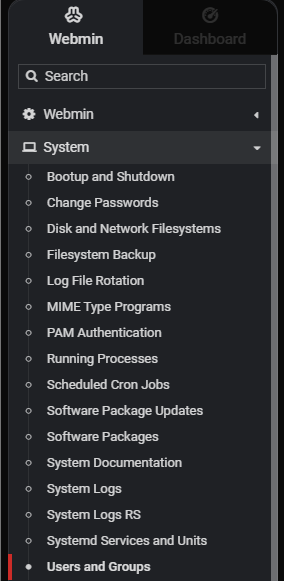 Webmin
Dashboard
Search
Webmin
System
Bootup and Shutdown
Change Passwords
Disk and Network Filesystems
Filesystem Backup
Log File Rotation
MIME Type Programs
PAM Authentication
Running Processes
Scheduled Cron Jobs
Software Package Updates
Software Packages
System Documentation
System Logs
System Logs RS
Systemd Services and Units
Users and Groups